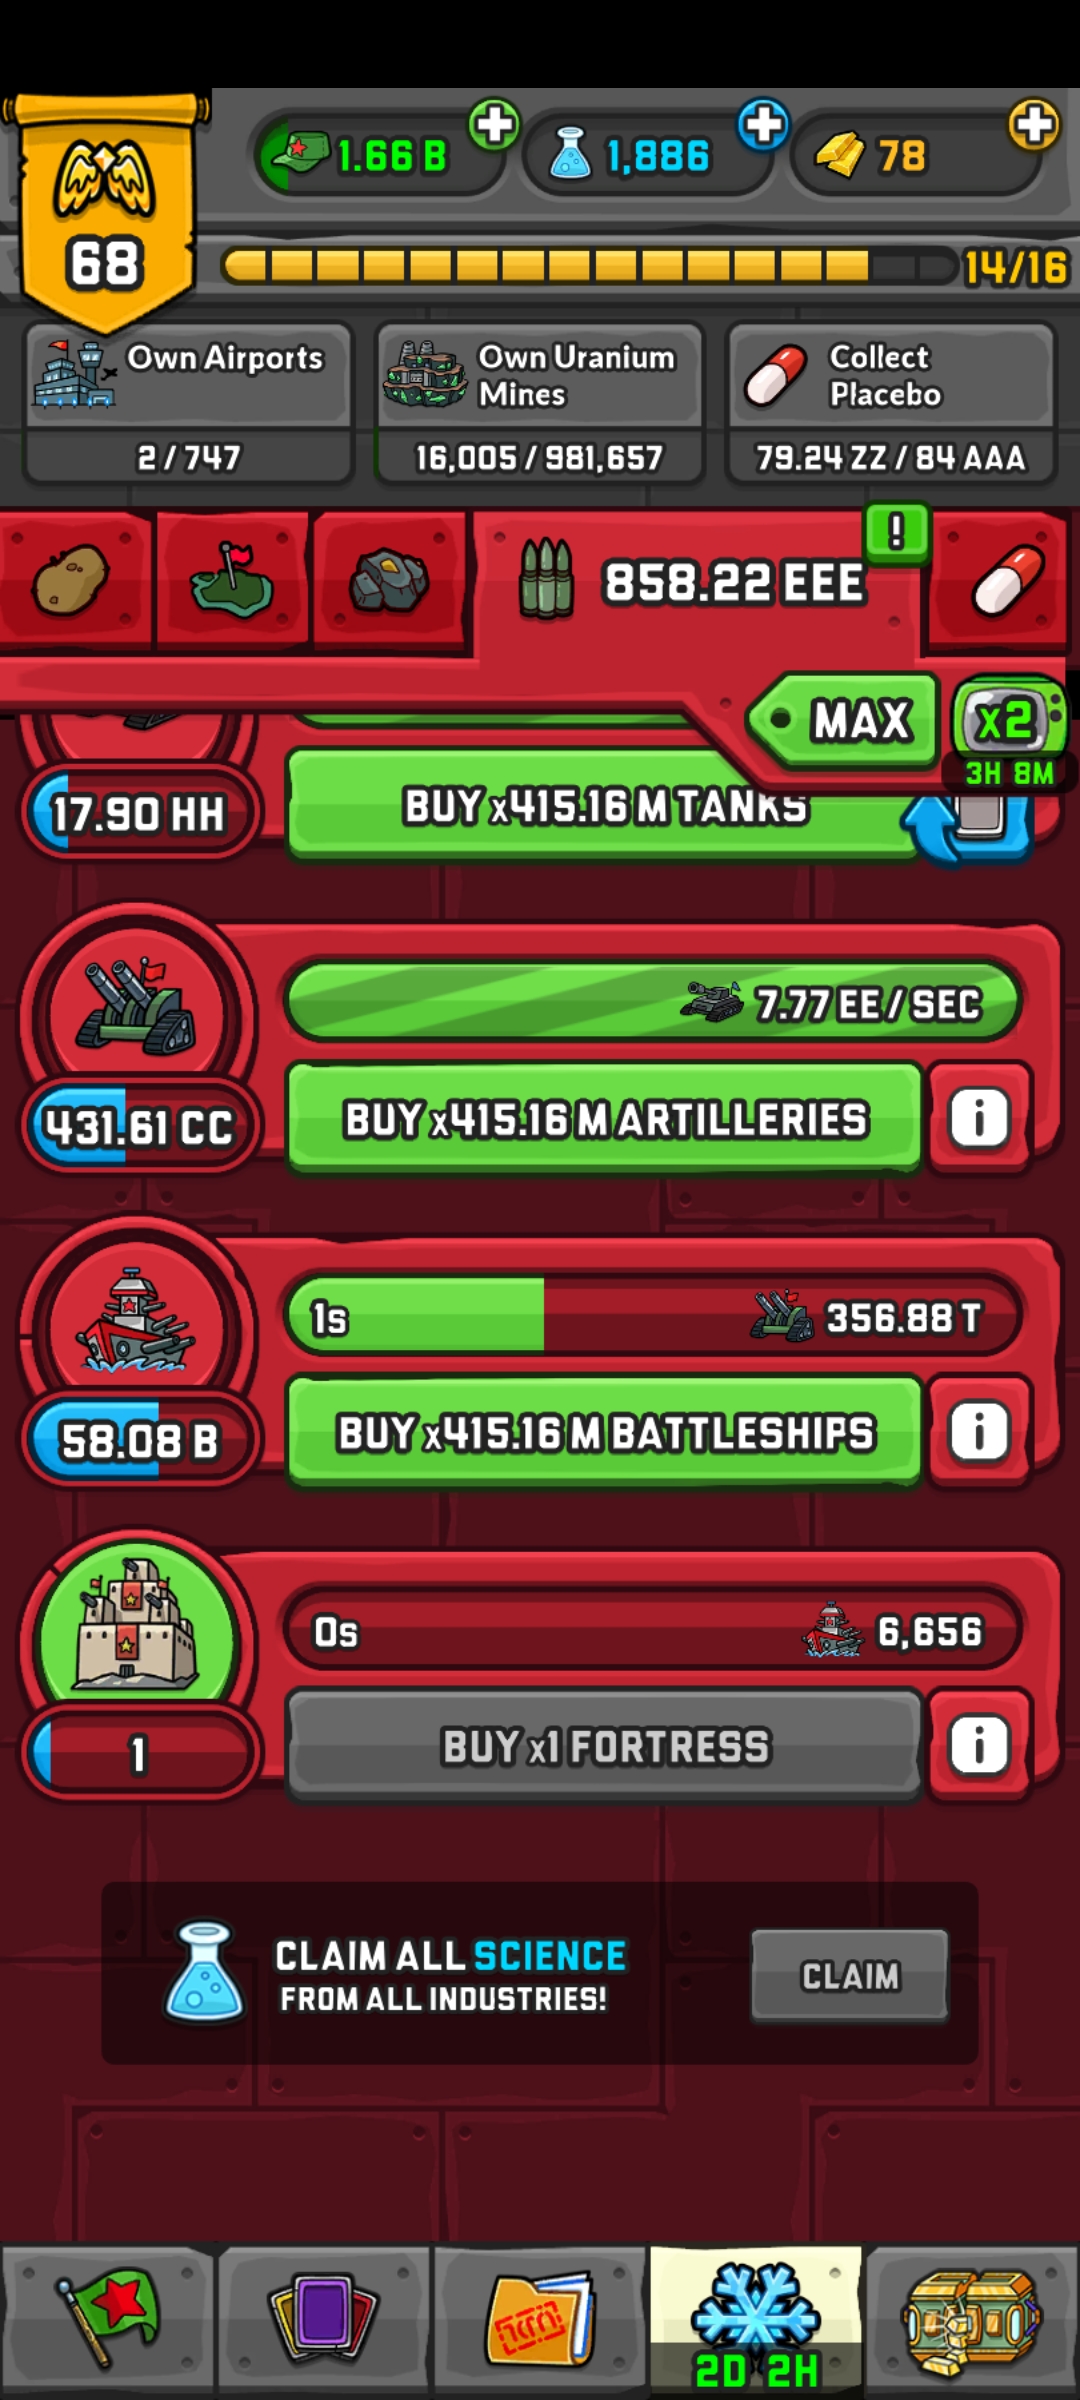 1.66 B
1,886
78
68
14/16
Own Airports
2 / 747
Own Uranium
Mines
16,005 / 981,657
Collect
Placebo
79.24 ZZ / 84 AAA
858.22 EEE
!
MAX
x2
3H 8M
17.90 HH
BUY x415.16 M TANKS
7.77 EE / SEC
431.61 CC
BUY x415.16 M ARTILLERIES
i
1s
356.88 T
58.08 B
BUY x415.16 M BATTLESHIPS
i
0s
6,656
1
BUY x1 FORTRESS
i
CLAIM ALL SCIENCE
FROM ALL INDUSTRIES!
CLAIM
2D 2H